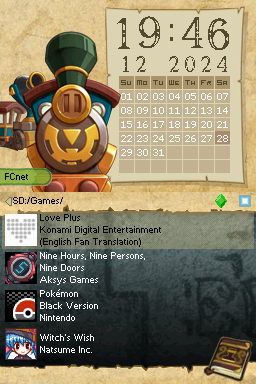 19:46
12 2024
Su Mo Tu We Th Fr Sa
01 02 03 04 05 06 07
08 09 10 11 12 13 14
15 16 17 18 19 20 21
22 23 24 25 26 27 28
29 30 31
FCnet
SD:/Games/
Love Plus
Konami Digital Entertainment
(English Fan Translation)
Nine Hours, Nine Persons,
Nine Doors
Aksys Games
Pokémon
Black Version
Nintendo
Witch's Wish
Natsume Inc.